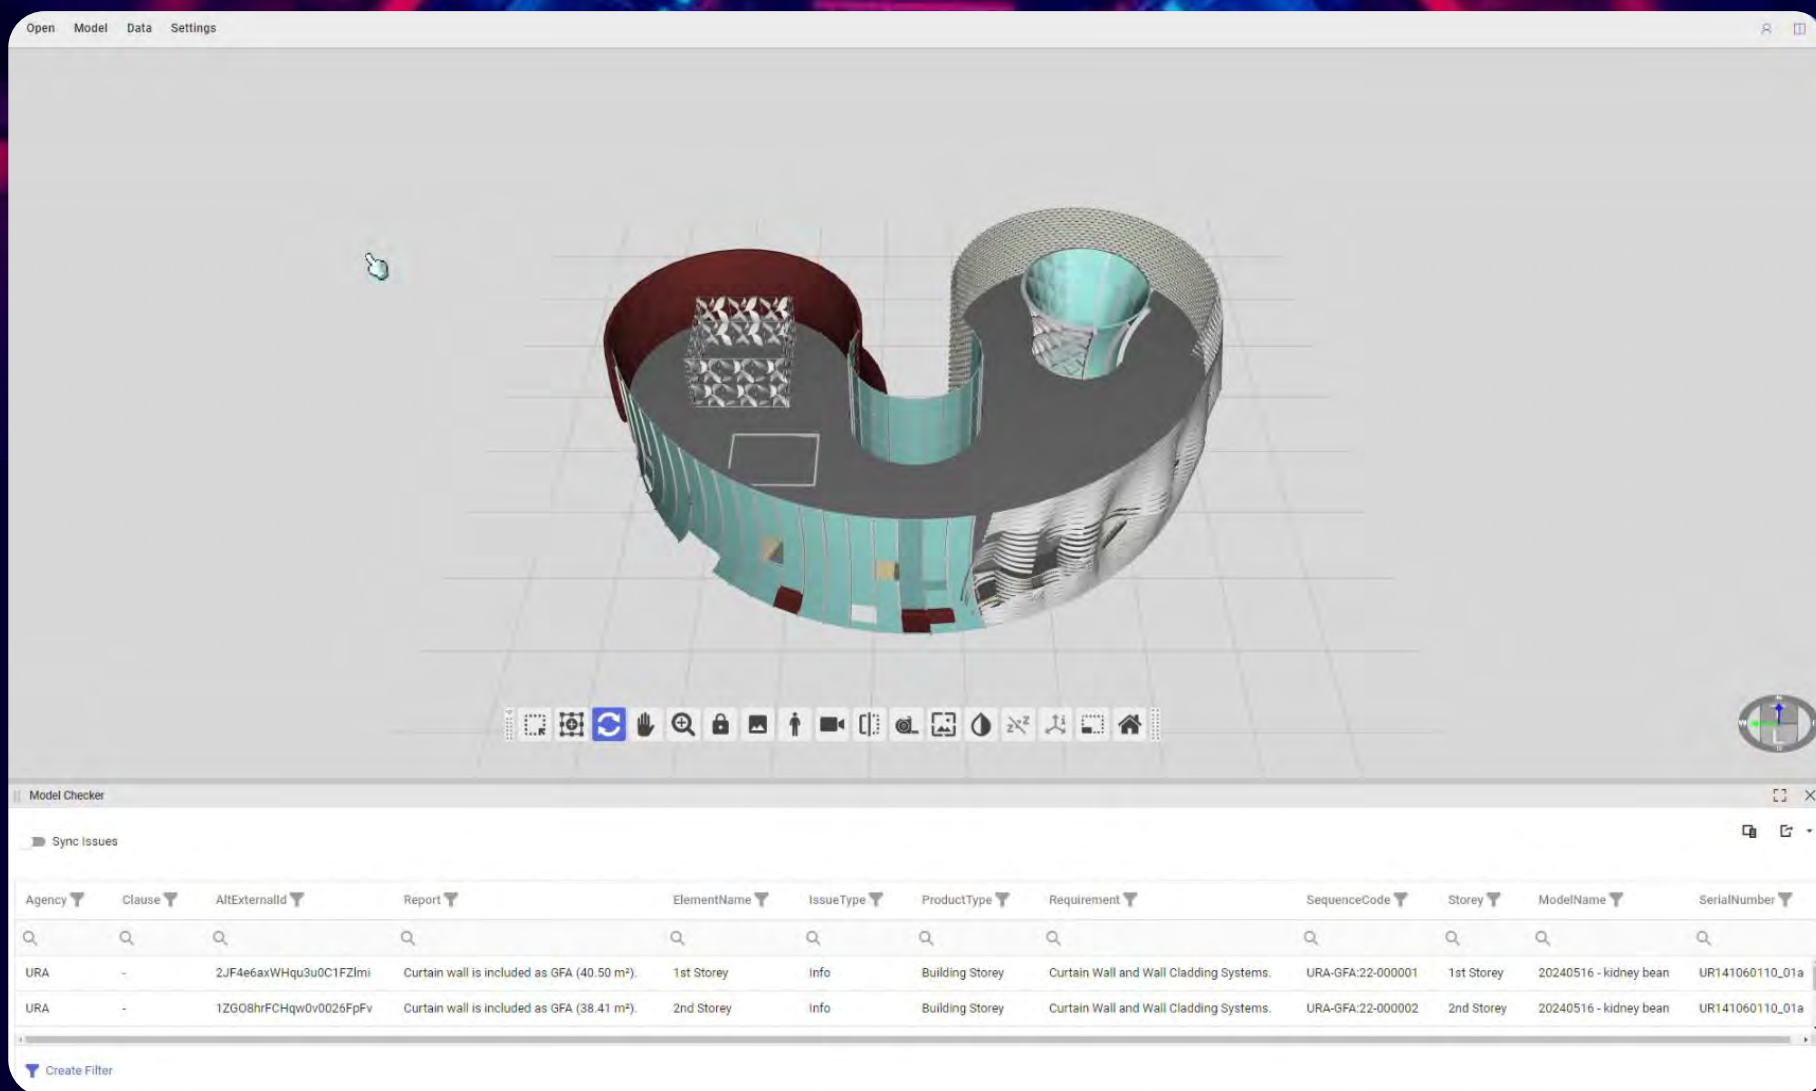 Open Model Data Settings
Model Checker
Sync Issues
Agency Clause AltExternalId Report ElementName IssueType ProductType Requirement SequenceCode Storey ModelName SerialNumber
URA - 2JF4e6axWHqu3u0C1FZlmi Curtain wall is included as GFA (40.50 m²). 1st Storey Info Building Storey Curtain Wall and Wall Cladding Systems. URA-GFA:22-000001 1st Storey 20240516 - kidney bean UR141060110_01a
URA - 1ZGO8hrFCHqw0v0026FpFv Curtain wall is included as GFA (38.41 m²). 2nd Storey Info Building Storey Curtain Wall and Wall Cladding Systems. URA-GFA:22-000002 2nd Storey 20240516 - kidney bean UR141060110_01a
Create Filter